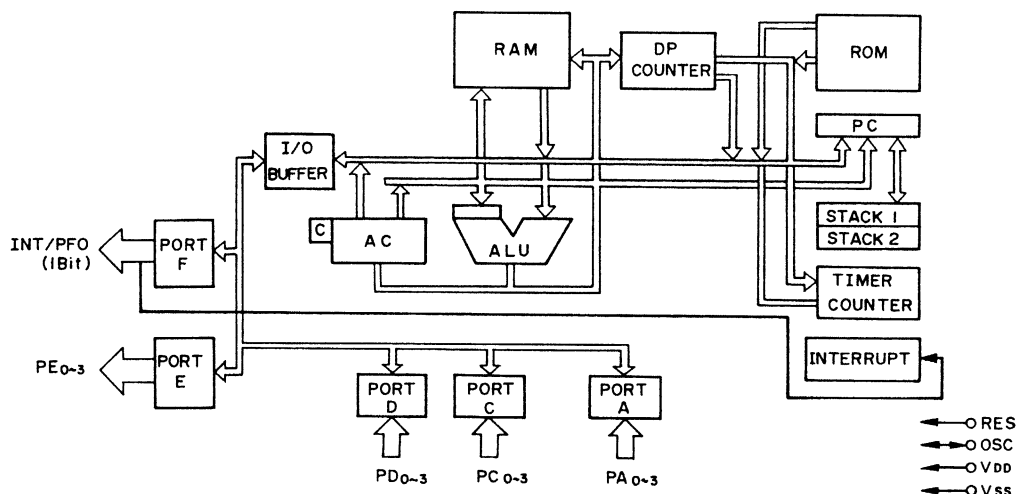 RAM
DP
COUNTER
ROM
PC
I/O
BUFFER
STACK 1
STACK 2
C
AC
ALU
INT/PFO
(1Bit)
PORT
F
TIMER
COUNTER
INTERRUPT
PE0~3
PORT
E
PORT
D
PORT
C
PORT
A
PD0~3
PC0~3
PA0~3
RES
OSC
VDD
VSS